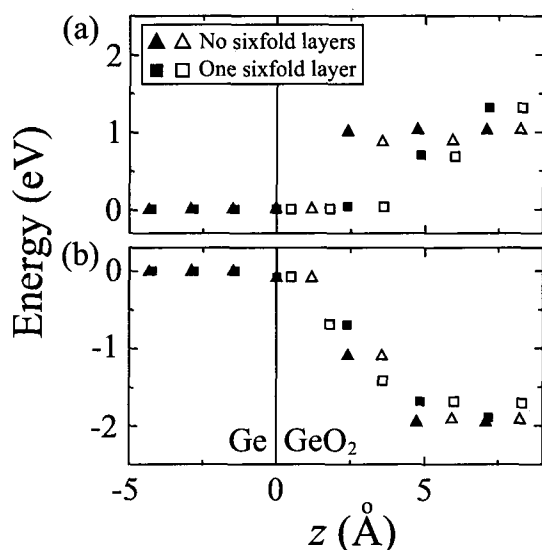 (a)
▲ △ No sixfold layers
■ □ One sixfold layer
2
1
0
Energy (eV)
(b)
0
-1
-2
Ge GeO₂
-5 0 5
z (Å)